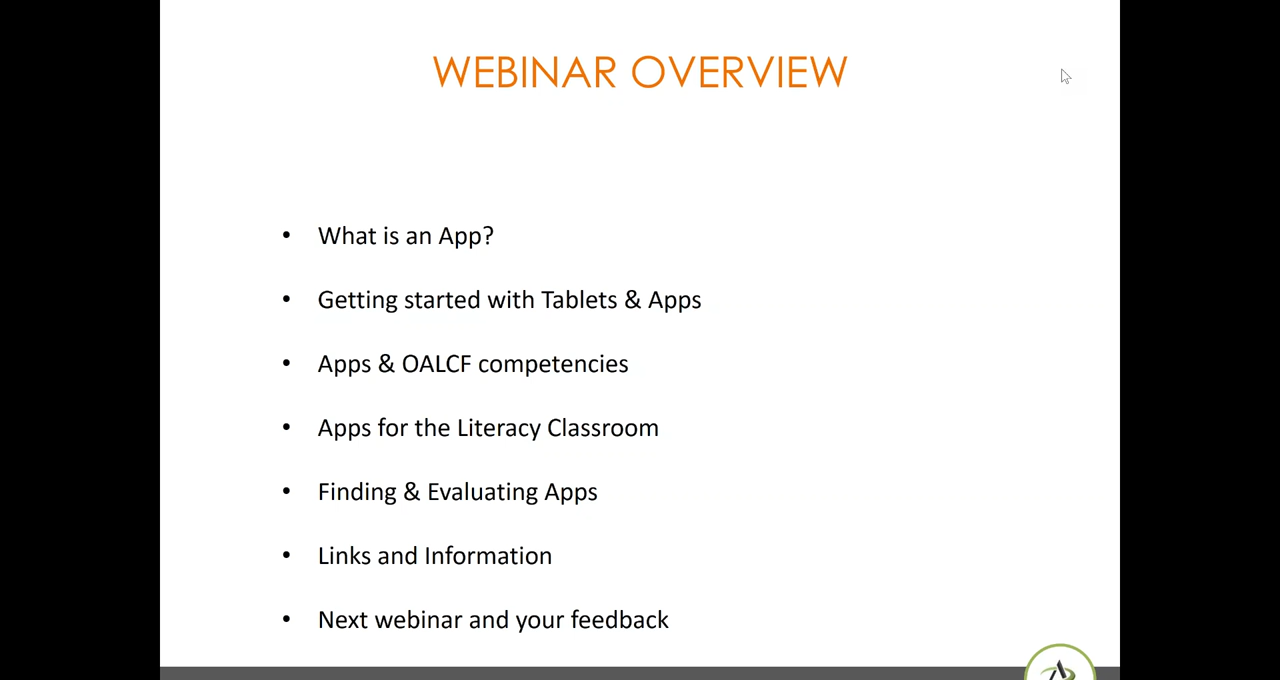 WEBINAR OVERVIEW
• What is an App?
• Getting started with Tablets & Apps
• Apps & OALCF competencies
• Apps for the Literacy Classroom
• Finding & Evaluating Apps
• Links and Information
• Next webinar and your feedback